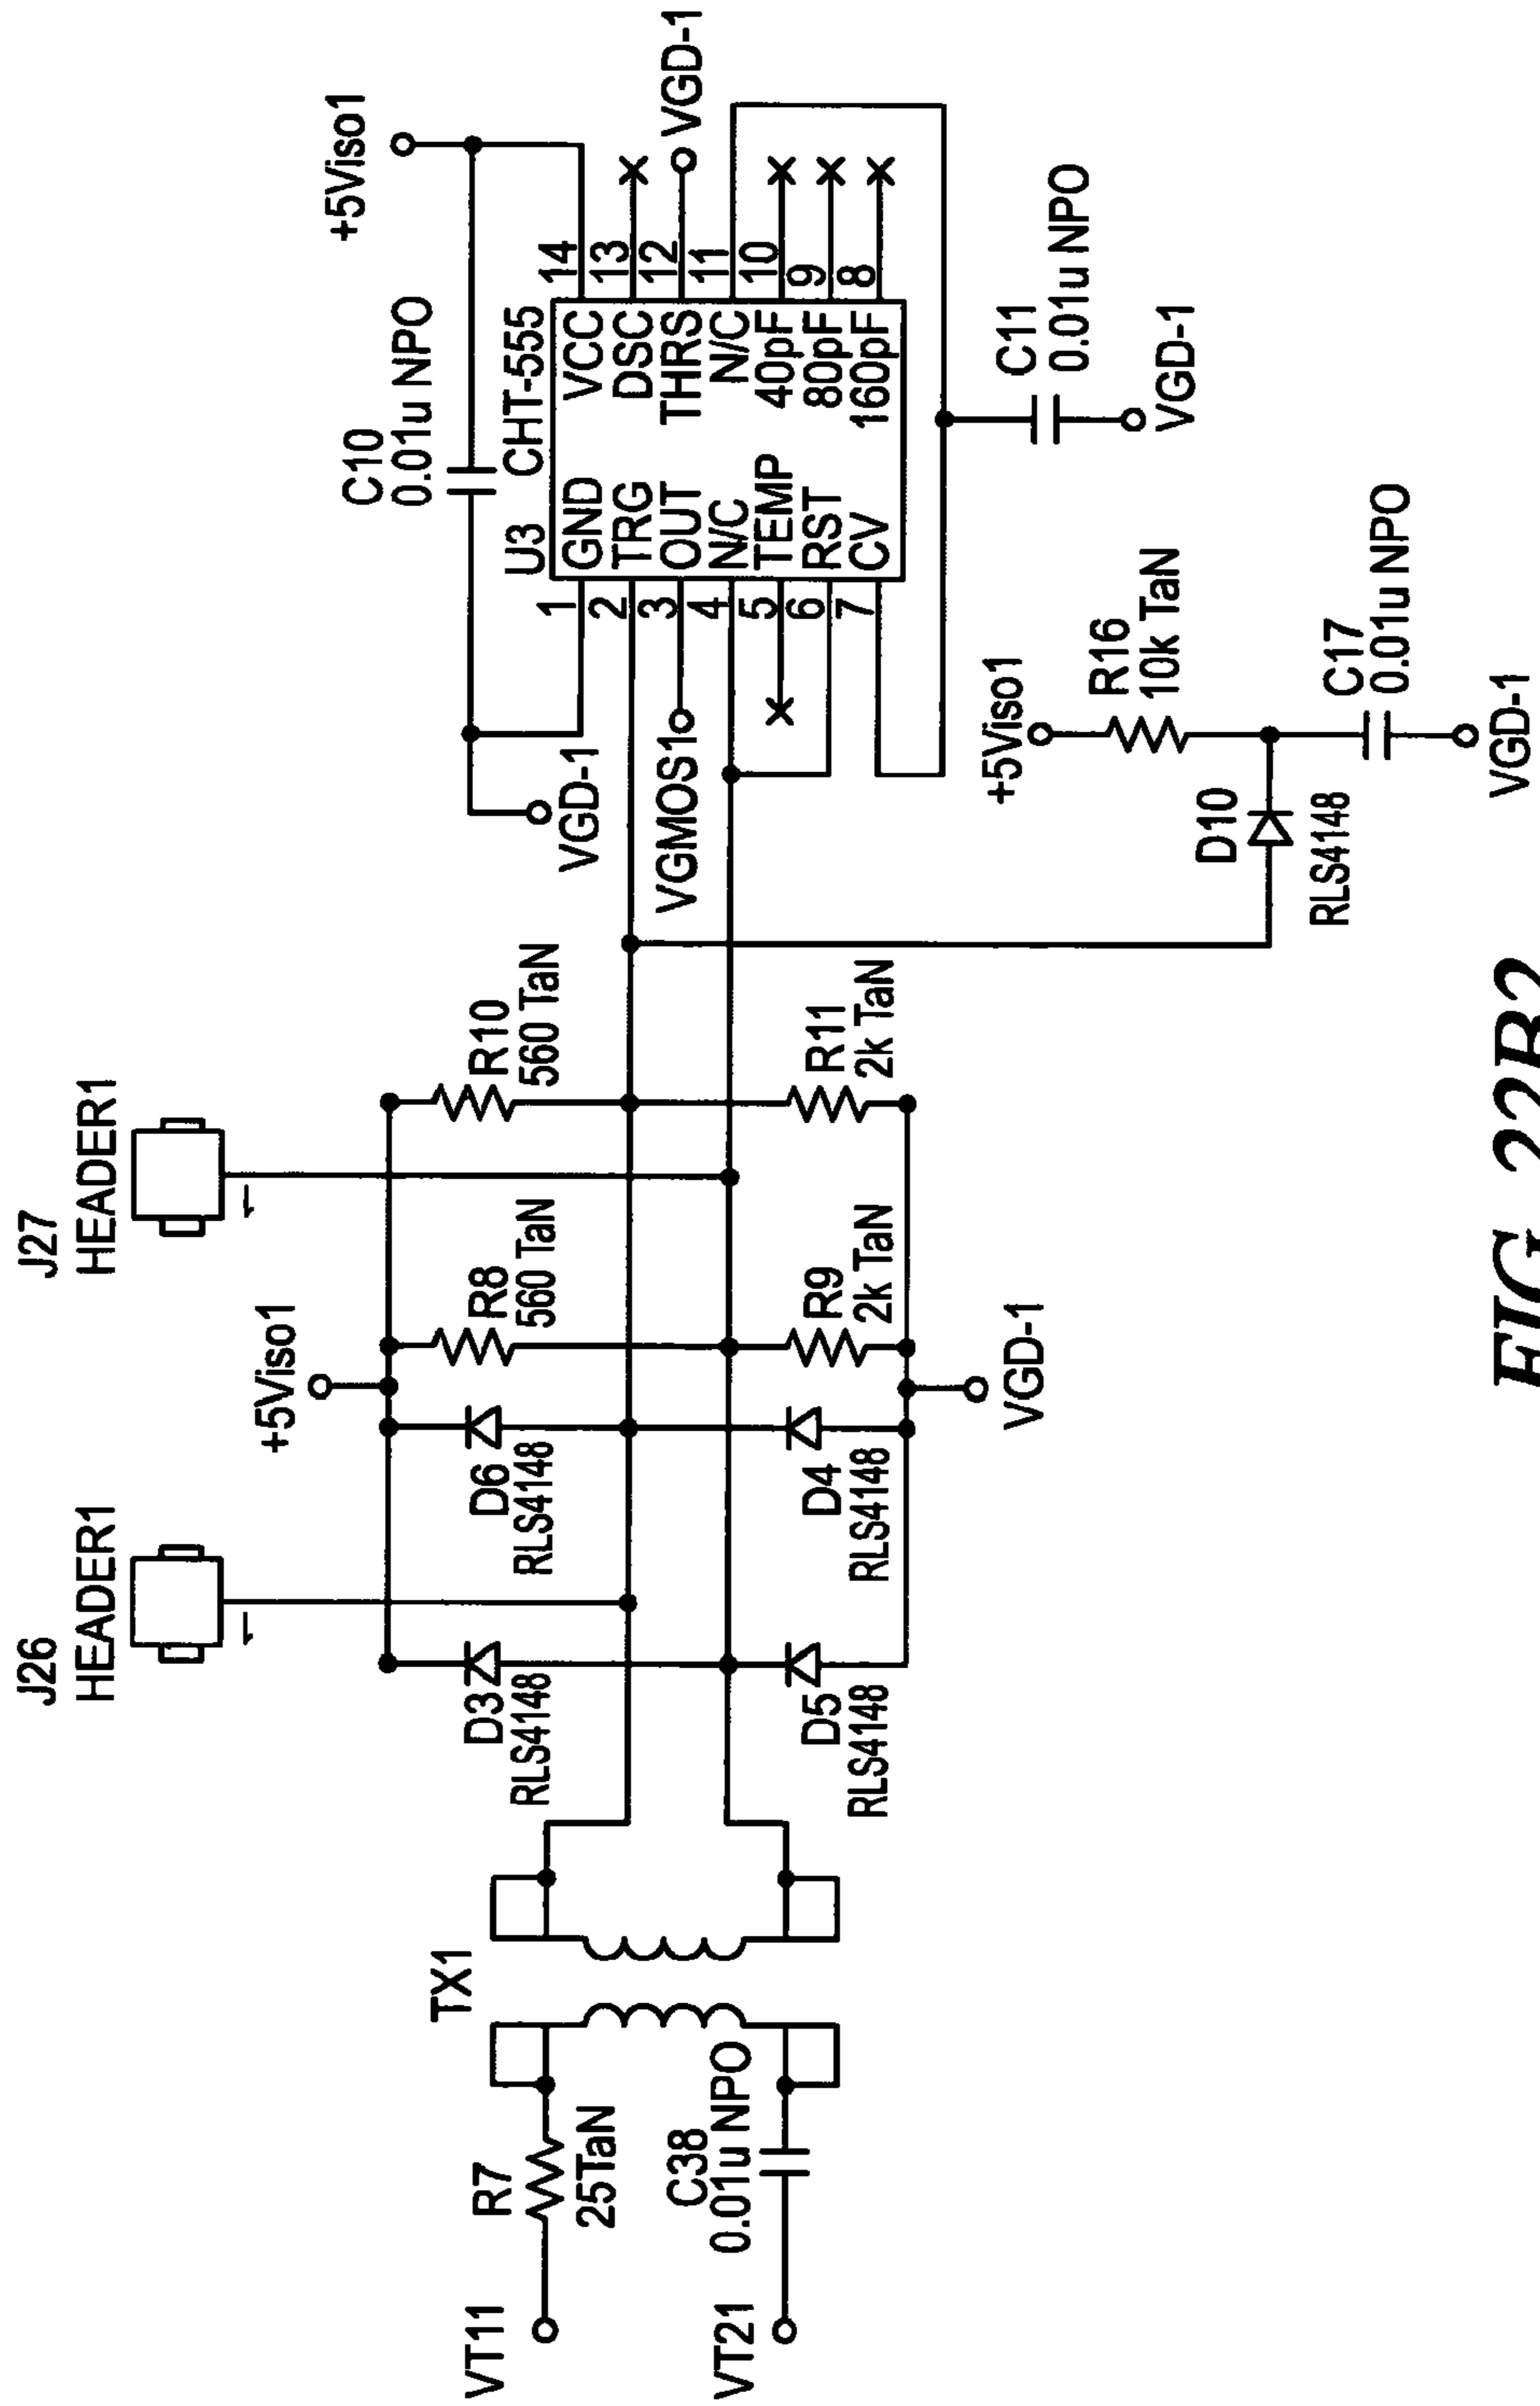 J26
HEADER1
J27
HEADER1
+5Viso1
+5Viso1
C10
0.01u NPO
TX1
D3
RLS4148
D6
RLS4148
R8
560 TaN
R10
560 TaN
VGD-1
U3
CHT-555
R7
25TaN
VT11
VT21
C38
0.01u NPO
D5
RLS4148
D4
RLS4148
R9
2k TaN
R11
2k TaN
VGMOS1
VGD-1
1 GND VCC 14
2 TRG DSC 13
3 OUT THRS 12
4 N/C N/C 11
5 TEMP 40pF 10
6 RST 80pF 9
7 CV 160pF 8
VGD-1
+5Viso1
R16
10k TaN
C11
0.01u NPO
VGD-1
D10
RLS4148
C17
0.01u NPO
VGD-1
1
1
FIG. 22B2